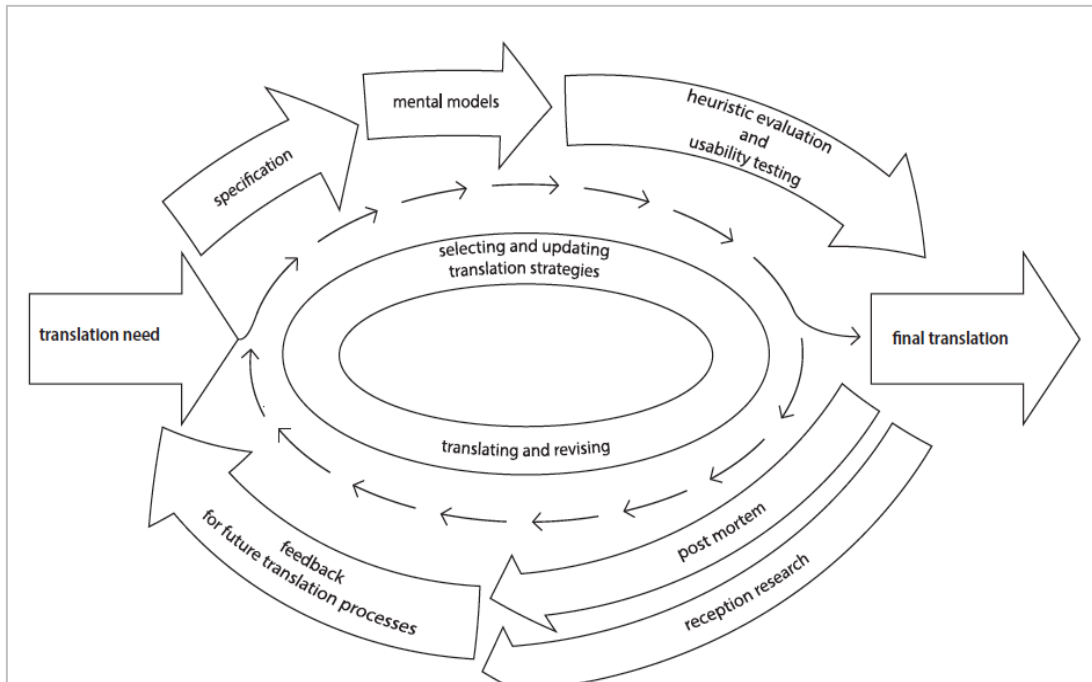 specification
mental models
heuristic evaluation
and
usability testing
selecting and updating
translation strategies
translation need
final translation
translating and revising
post mortem
reception research
feedback
for future translation processes